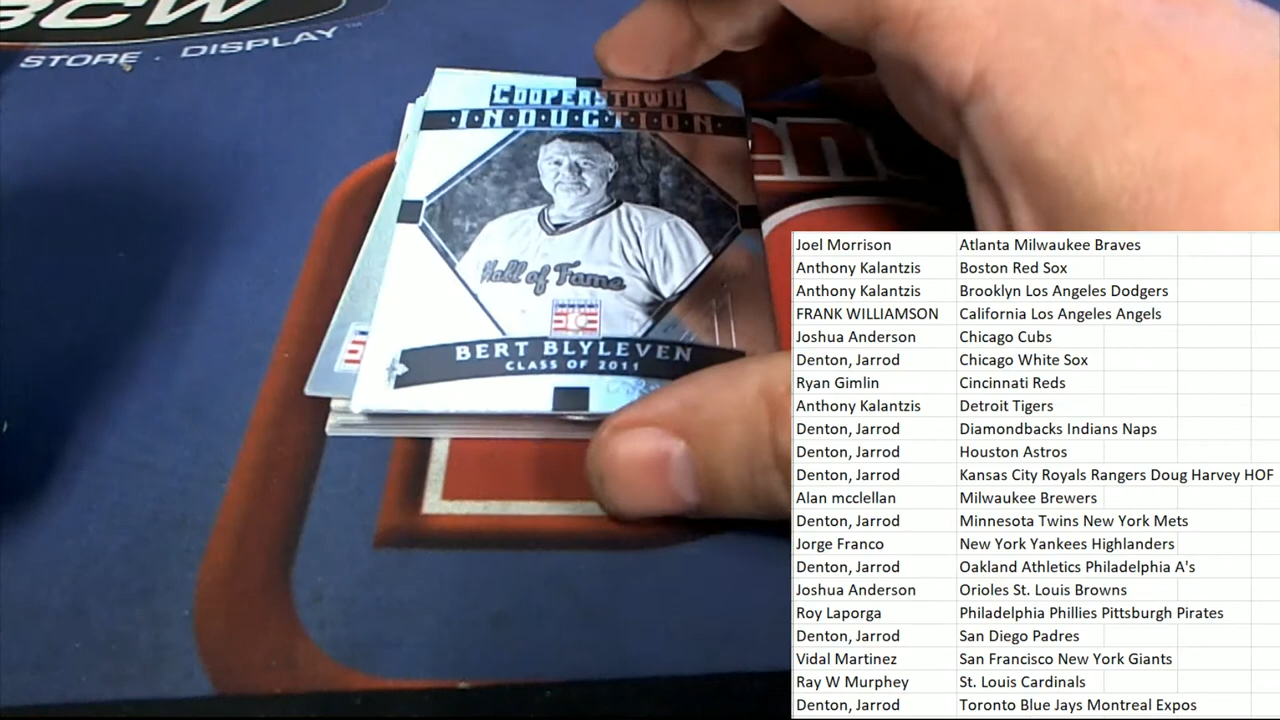 BCW
STORE . DISPLAY™
COOPERSTOWN
INDUCTION
Hall of Fame
BERT BLYLEVEN
CLASS OF 2011
Joel Morrison Atlanta Milwaukee Braves
Anthony Kalantzis Boston Red Sox
Anthony Kalantzis Brooklyn Los Angeles Dodgers
FRANK WILLIAMSON California Los Angeles Angels
Joshua Anderson Chicago Cubs
Denton, Jarrod Chicago White Sox
Ryan Gimlin Cincinnati Reds
Anthony Kalantzis Detroit Tigers
Denton, Jarrod Diamondbacks Indians Naps
Denton, Jarrod Houston Astros
Denton, Jarrod Kansas City Royals Rangers Doug Harvey HOF
Alan mcclellan Milwaukee Brewers
Denton, Jarrod Minnesota Twins New York Mets
Jorge Franco New York Yankees Highlanders
Denton, Jarrod Oakland Athletics Philadelphia A's
Joshua Anderson Orioles St. Louis Browns
Roy Laporga Philadelphia Phillies Pittsburgh Pirates
Denton, Jarrod San Diego Padres
Vidal Martinez San Francisco New York Giants
Ray W Murphey St. Louis Cardinals
Denton, Jarrod Toronto Blue Jays Montreal Expos